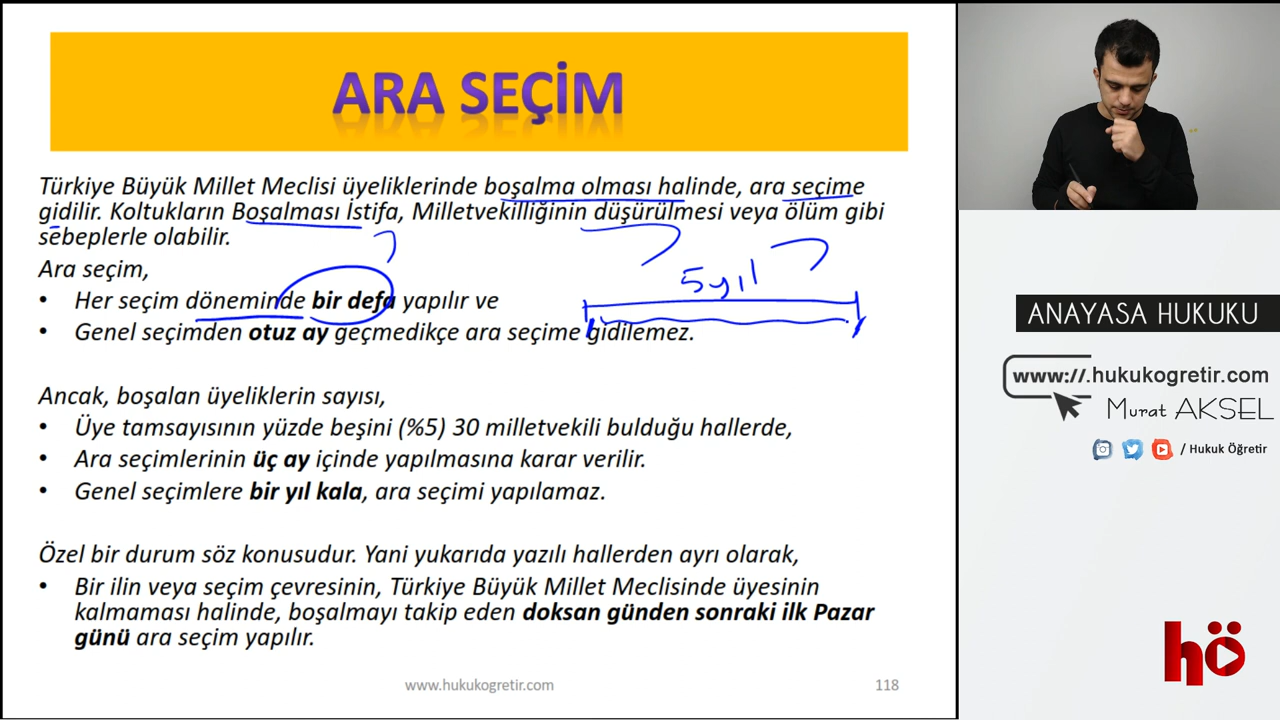 ARA SEÇİM
Türkiye Büyük Millet Meclisi üyeliklerinde boşalma olması halinde, ara seçime
gidilir. Koltukların Boşalması İstifa, Milletvekilliğinin düşürülmesi veya ölüm gibi
sebeplerle olabilir.
Ara seçim,
• Her seçim döneminde bir defa yapılır ve
5 yıl
• Genel seçimden otuz ay geçmedikçe ara seçime gidilemez.
Ancak, boşalan üyeliklerin sayısı,
• Üye tamsayısının yüzde beşini (%5) 30 milletvekili bulduğu hallerde,
• Ara seçimlerinin üç ay içinde yapılmasına karar verilir.
• Genel seçimlere bir yıl kala, ara seçimi yapılamaz.
Özel bir durum söz konusudur. Yani yukarıda yazılı hallerden ayrı olarak,
• Bir ilin veya seçim çevresinin, Türkiye Büyük Millet Meclisinde üyesinin
kalmaması halinde, boşalmayı takip eden doksan günden sonraki ilk Pazar
günü ara seçim yapılır.
www.hukukogretir.com
118
ANAYASA HUKUKU
www://.hukukogretir.com
Murat AKSEL
/ Hukuk Öğretir
hö